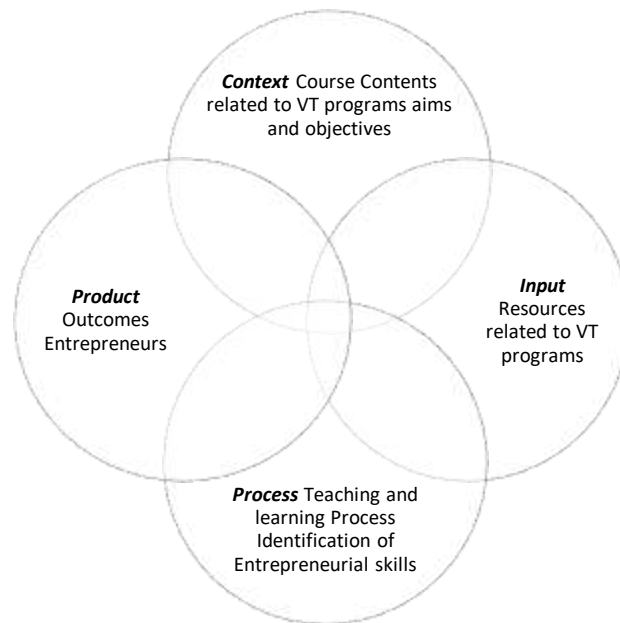 Context Course Contents
related to VT programs aims
and objectives
Product
Outcomes
Entrepreneurs
Input
Resources
related to VT
programs
Process Teaching and
learning Process
Identification of
Entrepreneurial skills